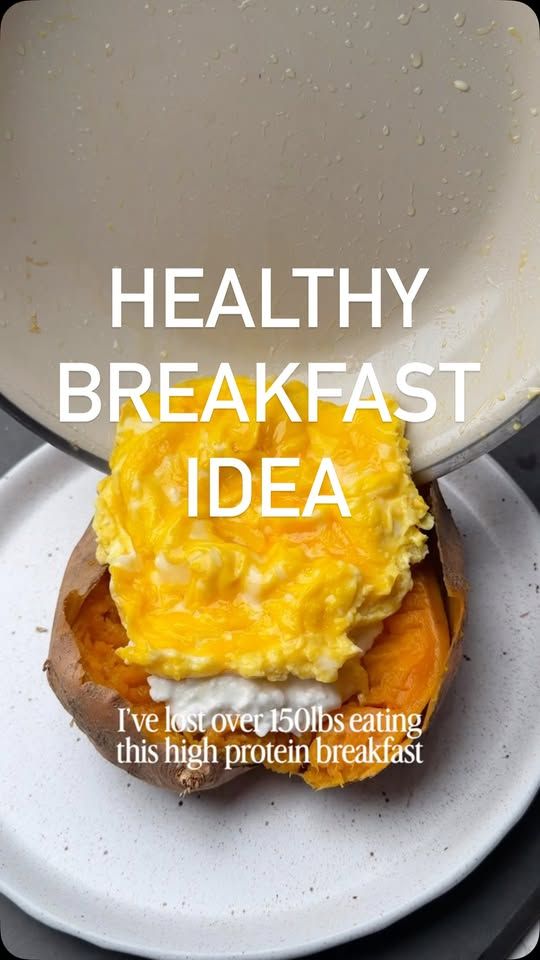 HEALTHY
BREAKFAST
IDEA
I've lost over 150lbs eating
this high protein breakfast